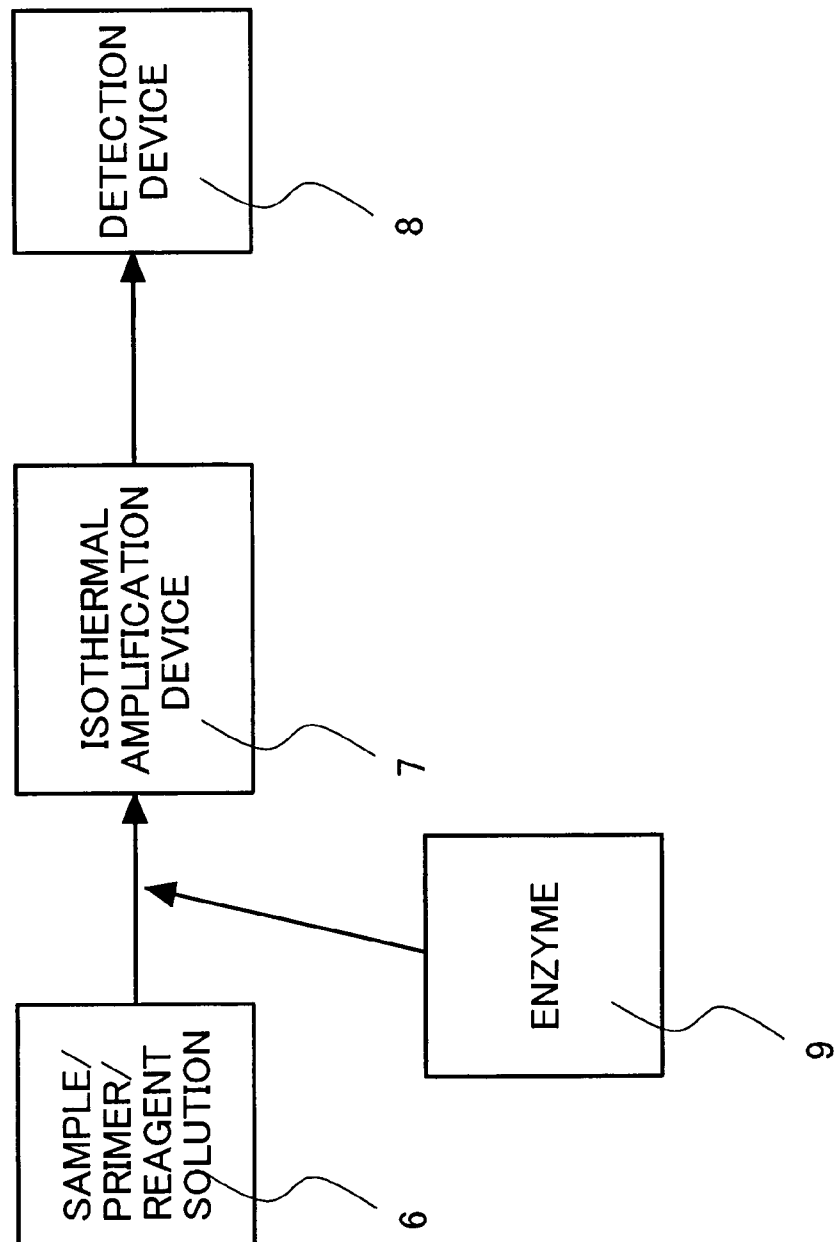 SAMPLE/
PRIMER/
REAGENT
SOLUTION
6
ISOTHERMAL
AMPLIFICATION
DEVICE
7
DETECTION
DEVICE
8
ENZYME
9